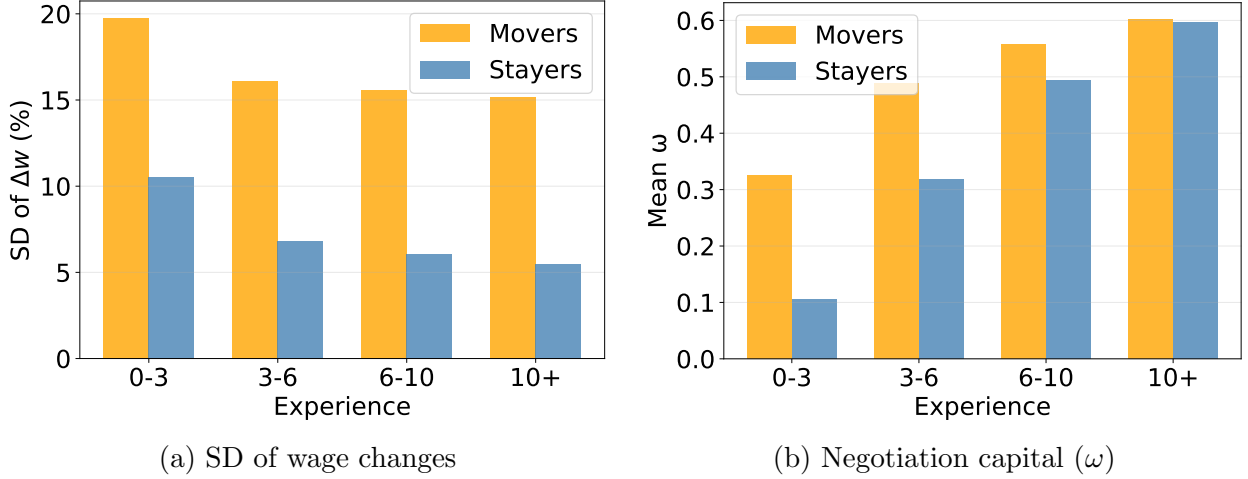 20
15
10
5
0
SD of Δw (%)
Movers
Stayers
0-3
3-6
6-10
10+
Experience
(a) SD of wage changes
0.6
0.5
0.4
0.3
0.2
0.1
0.0
Mean ω
Movers
Stayers
0-3
3-6
6-10
10+
Experience
(b) Negotiation capital (ω)